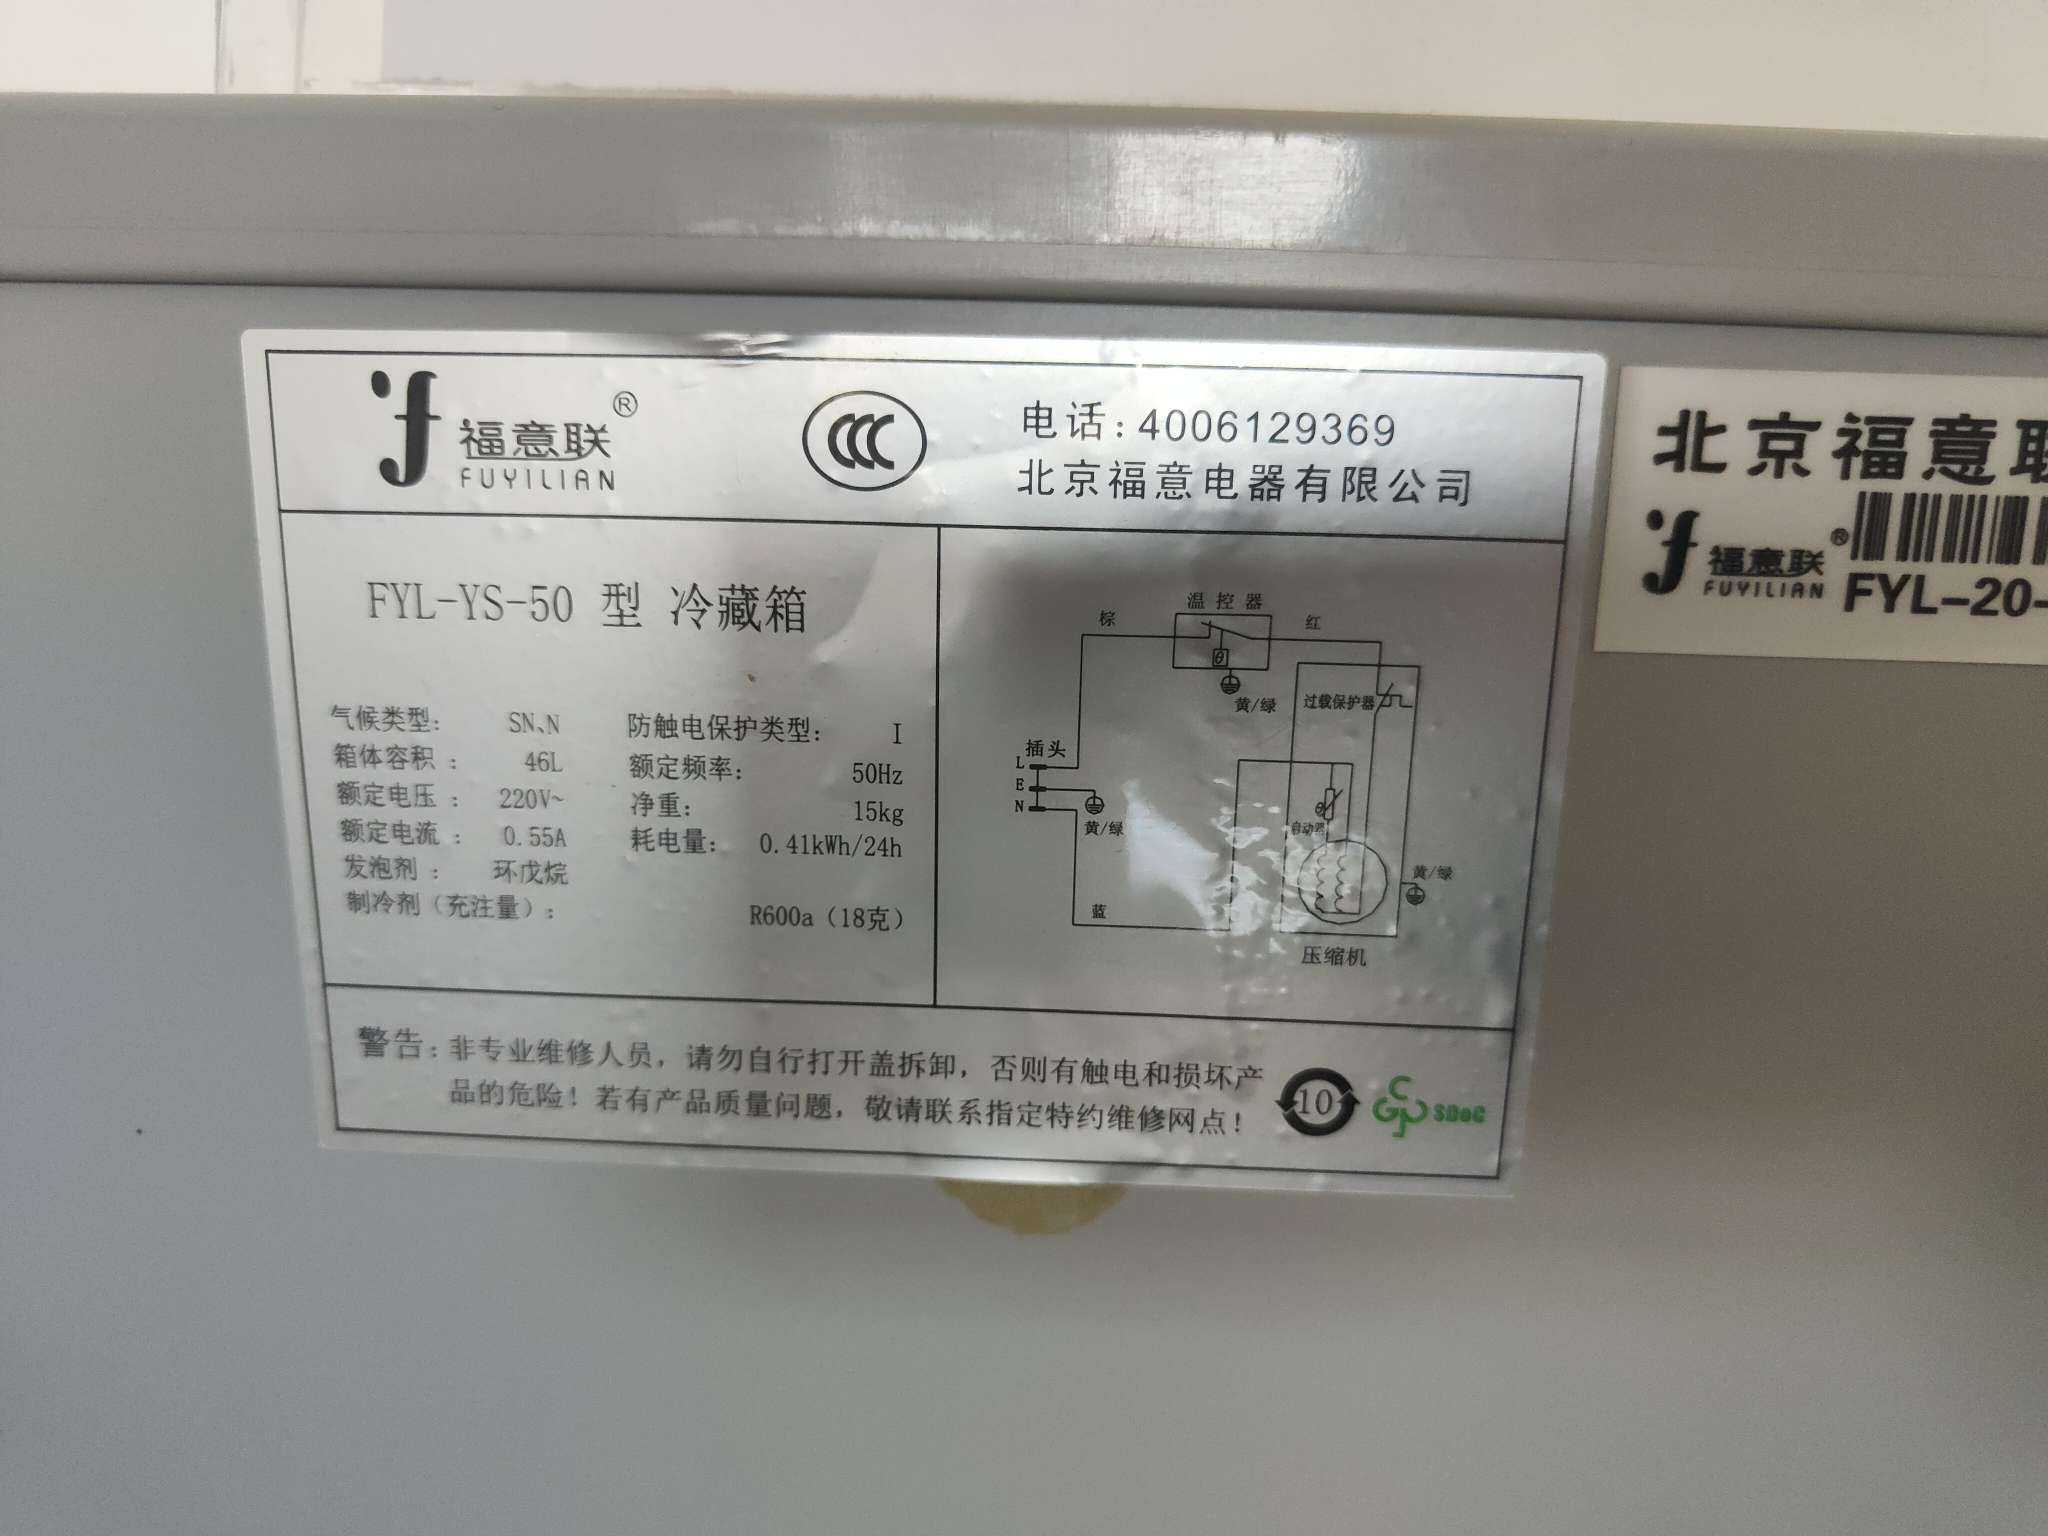 福意联®
FUYILIAN
电话:4006129369
北京福意电器有限公司
FYL-YS-50 型 冷藏箱
气候类型: SN、N
防触电保护类型: I
箱体容积: 46L
额定频率: 50Hz
额定电压: 220V~
净重: 15kg
额定电流: 0.55A
耗电量: 0.41kWh/24h
发泡剂: 环戊烷
制冷剂(充注量): R600a(18克)
温控器
棕
红
黄/绿
过载保护器
插头
L
E
N
黄/绿
启动器
黄/绿
蓝
压缩机
警告:非专业维修人员,请勿自行打开盖拆卸,否则有触电和损坏产
品的危险!若有产品质量问题,敬请联系指定特约维修网点!
10
SDoC
北京福意联
福意联®
FUYILIAN
FYL-20-